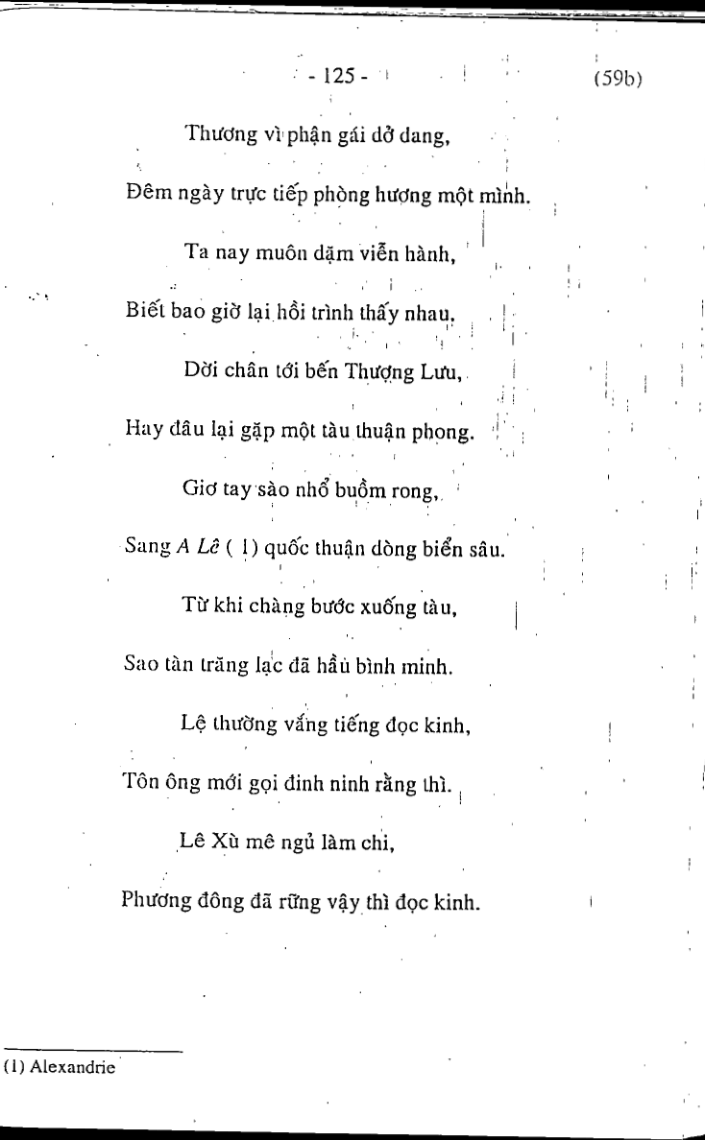 - 125 -
(59b)
Thương vì phận gái dở dang,
Đêm ngày trực tiếp phòng hương một mình.
Ta nay muôn dặm viễn hành,
Biết bao giờ lại hồi trình thấy nhau.
Dời chân tới bến Thượng Lưu,
Hay đâu lại gặp một tàu thuận phong.
Giơ tay sào nhổ buồm rong,
Sang A Lê ( 1) quốc thuận dòng biển sâu.
Từ khi chàng bước xuống tàu,
Sao tàn trăng lạc đã hầu bình minh.
Lệ thường vắng tiếng đọc kinh,
Tôn ông mới gọi đinh ninh rằng thì.
Lê Xù mê ngủ làm chi,
Phương đông đã rững vậy thì đọc kinh.
(1) Alexandrie